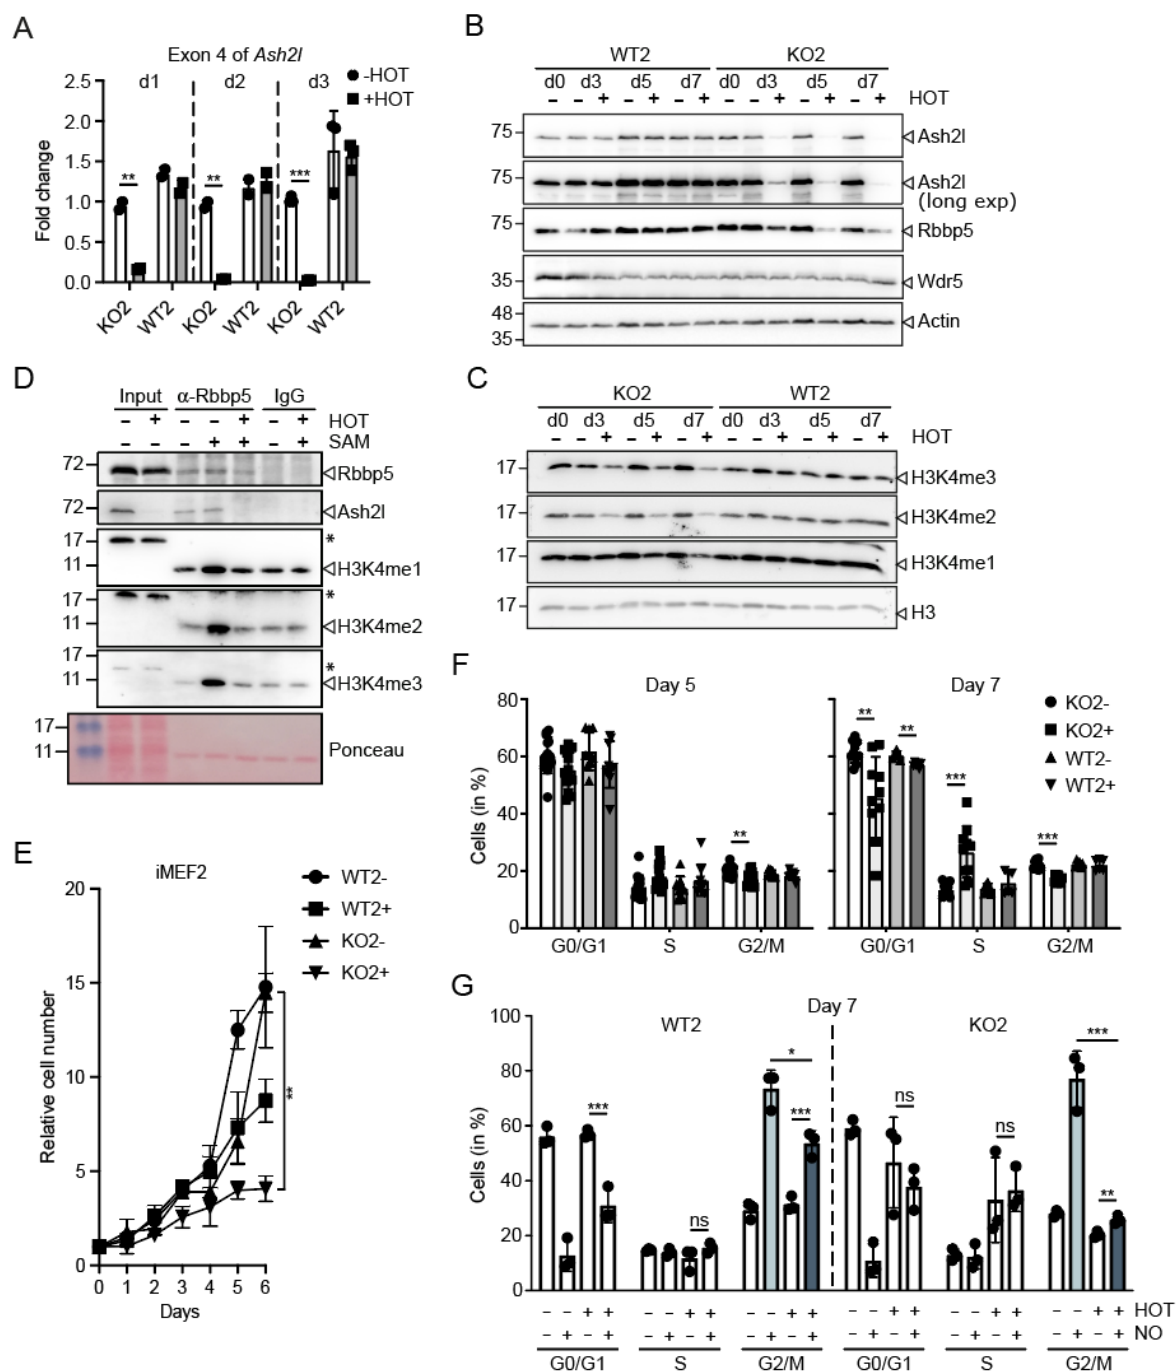 A
Exon 4 of Ash2l
d1 d2 d3
-HOT
+HOT
Fold change
2.5
2.0
1.5
1.0
0.5
0.0
** ** ***
KO2 WT2 KO2 WT2 KO2 WT2
B
WT2 KO2
d0 d3 d5 d7 d0 d3 d5 d7
– – + – + – + – – + – + – + HOT
75 Ash2l
75 Ash2l
(long exp)
75 Rbbp5
35 Wdr5
48 Actin
35
D
Input α-Rbbp5 IgG
– + – – + – + HOT
– – – + + – + SAM
72 Rbbp5
72 Ash2l
17 *
11 H3K4me1
17 *
11 H3K4me2
17 *
11 H3K4me3
17
11 Ponceau
C
KO2 WT2
d0 d3 d5 d7 d0 d3 d5 d7
– – + – + – + – – + – + – + HOT
17 H3K4me3
17 H3K4me2
17 H3K4me1
17 H3
E
iMEF2
WT2-
WT2+
KO2-
KO2+
Relative cell number
20
15
10
5
0
**
0 1 2 3 4 5 6
Days
F
Day 5 Day 7
Cells (in %)
80
60
40
20
0
** ** ** *** ***
G0/G1 S G2/M G0/G1 S G2/M
KO2-
KO2+
WT2-
WT2+
G
Day 7
WT2 KO2
Cells (in %)
100
80
60
40
20
0
*** ns * *** ns ns *** **
– – + + – – + + – – + + – – + + – – + + – – + + HOT
– + – + – + – + – + – + – + – + – + – + – + – + NO
G0/G1 S G2/M G0/G1 S G2/M